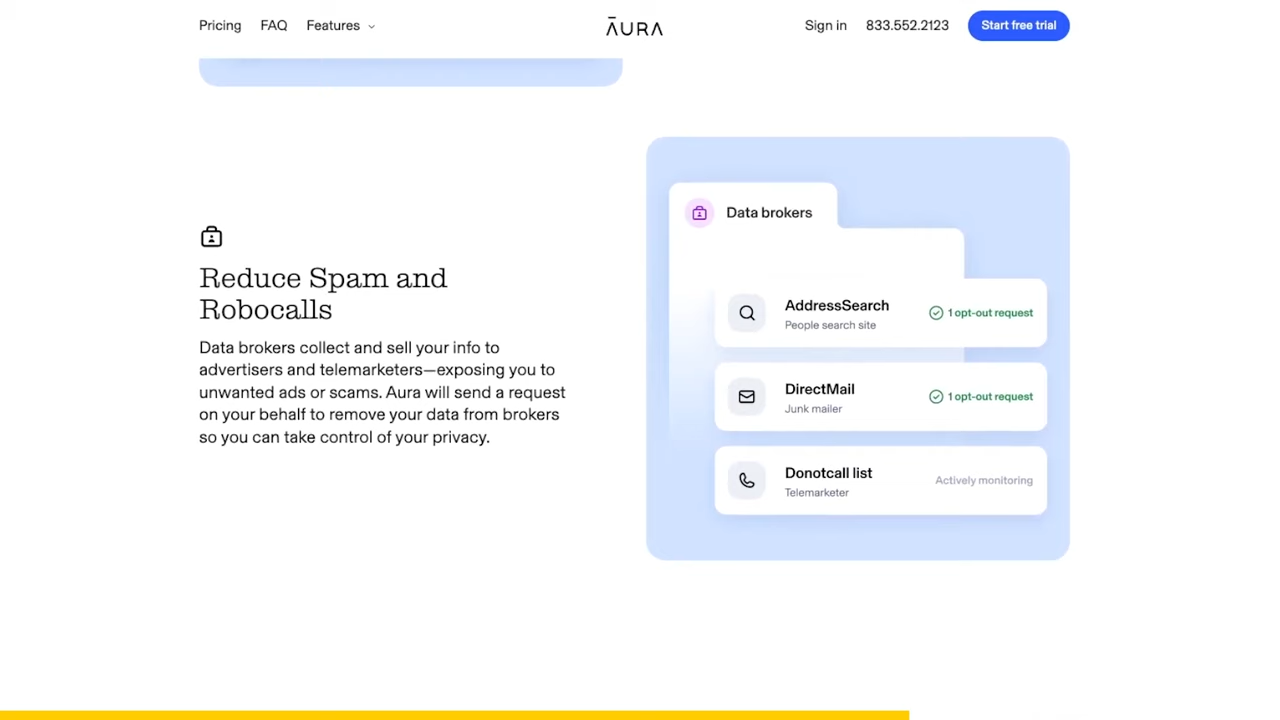 Pricing FAQ Features
ĀURA
Sign in 833.552.2123 Start free trial
Reduce Spam and
Robocalls
Data brokers collect and sell your info to
advertisers and telemarketers—exposing you to
unwanted ads or scams. Aura will send a request
on your behalf to remove your data from brokers
so you can take control of your privacy.
Data brokers
AddressSearch
People search site
1 opt-out request
DirectMail
Junk mailer
1 opt-out request
Donotcall list
Telemarketer
Actively monitoring